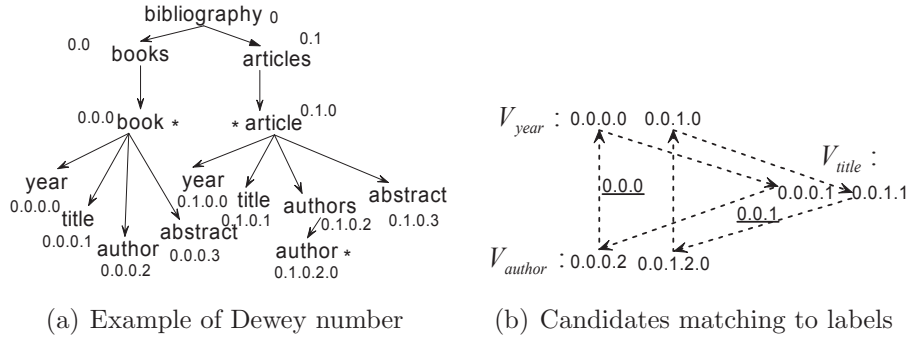 bibliography 0
0.0 books
articles 0.1
0.0.0 book *
* article 0.1.0
year 0.0.0.0
title 0.0.0.1
author 0.0.0.2
abstract 0.0.0.3
year 0.1.0.0
title 0.1.0.1
authors 0.1.0.2
author * 0.1.0.2.0
abstract 0.1.0.3
(a) Example of Dewey number
V year : 0.0.0.0 0.0.1.0
V title :
0.0.0 0.0.0.1 0.0.1.1
0.0.1
V author : 0.0.0.2 0.0.1.2.0
(b) Candidates matching to labels